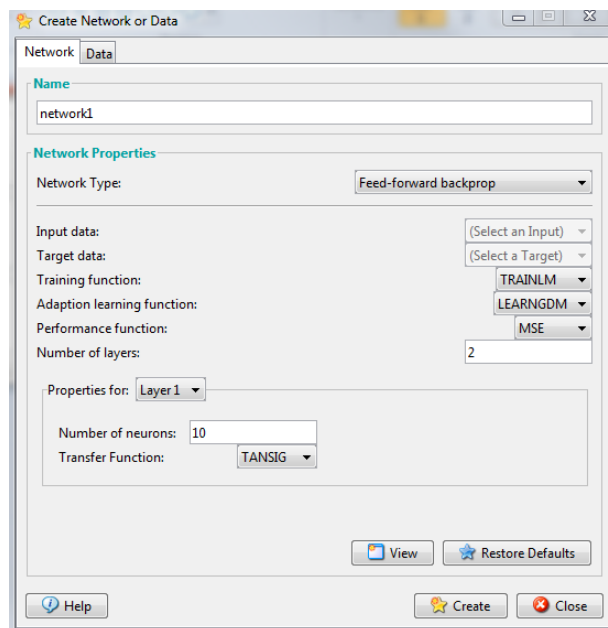 Create Network or Data
Network Data
Name
network1
Network Properties
Network Type: Feed-forward backprop
Input data: (Select an Input)
Target data: (Select a Target)
Training function: TRAINLM
Adaption learning function: LEARNGDM
Performance function: MSE
Number of layers: 2
Properties for: Layer 1
Number of neurons: 10
Transfer Function: TANSIG
View Restore Defaults
Help Create Close